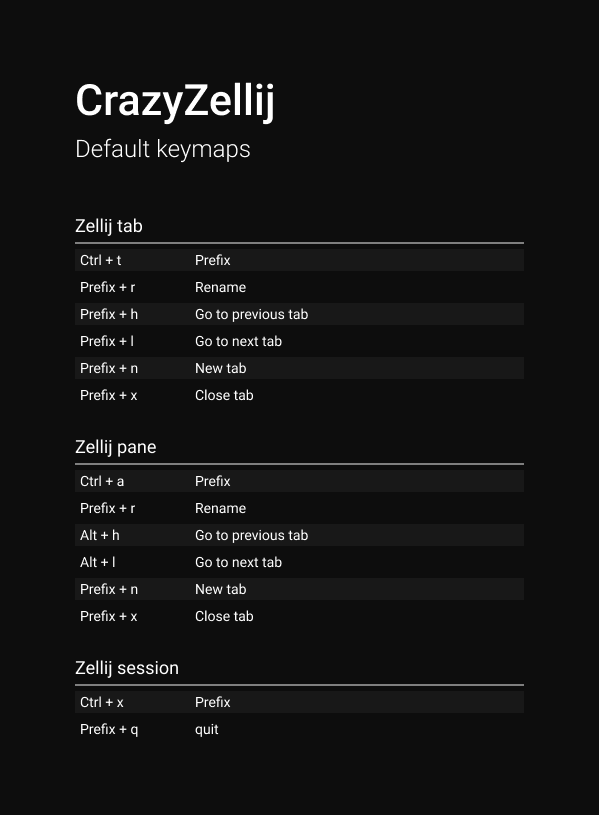 CrazyZellij
Default keymaps
Zellij tab
Ctrl + t Prefix
Prefix + r Rename
Prefix + h Go to previous tab
Prefix + l Go to next tab
Prefix + n New tab
Prefix + x Close tab
Zellij pane
Ctrl + a Prefix
Prefix + r Rename
Alt + h Go to previous tab
Alt + l Go to next tab
Prefix + n New tab
Prefix + x Close tab
Zellij session
Ctrl + x Prefix
Prefix + q quit